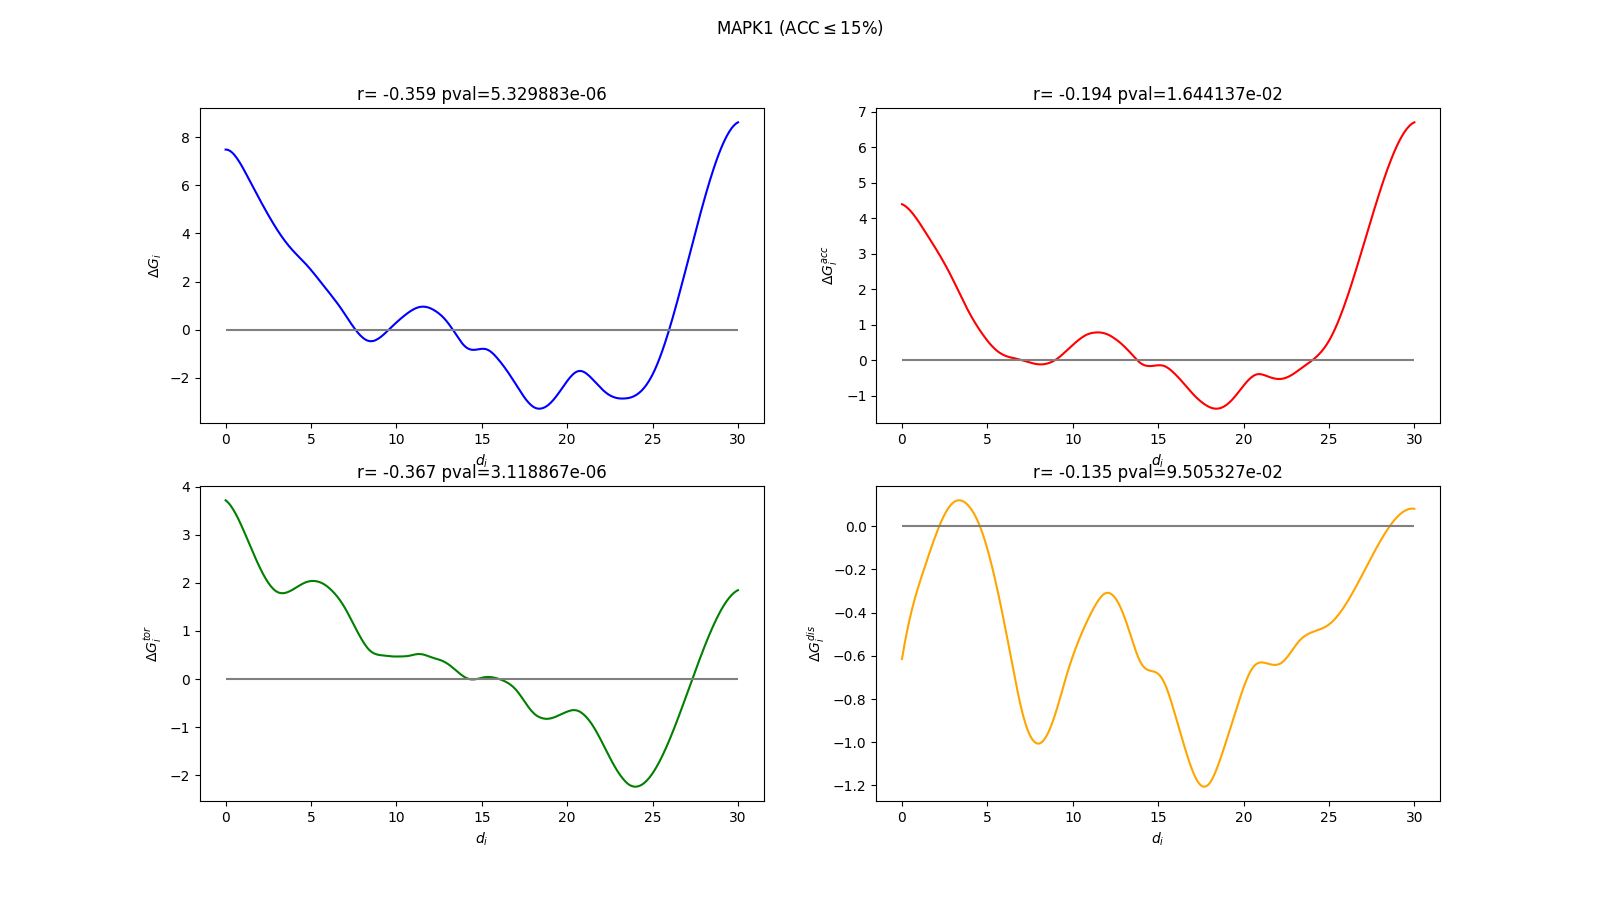 MAPK1 (ACC ≤ 15%)
r= -0.359 pval=5.329883e-06
8
6
4
2
0
−2
ΔG_i
0 5 10 15 20 25 30
d_i
r= -0.194 pval=1.644137e-02
7
6
5
4
3
2
1
0
−1
ΔG_i^{acc}
0 5 10 15 20 25 30
d_i
r= -0.367 pval=3.118867e-06
4
3
2
1
0
−1
−2
ΔG_i^{tor}
0 5 10 15 20 25 30
d_i
r= -0.135 pval=9.505327e-02
0.0
−0.2
−0.4
−0.6
−0.8
−1.0
−1.2
ΔG_i^{dis}
0 5 10 15 20 25 30
d_i